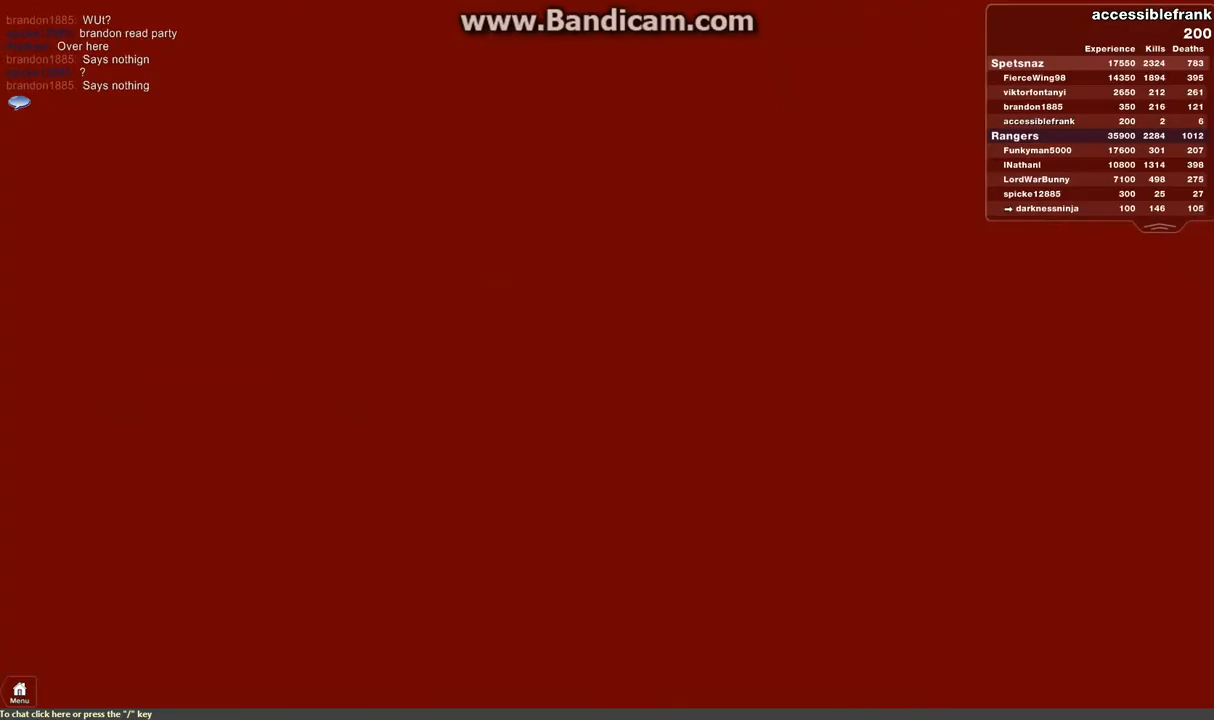 www.Bandicam.com
brandon1885: WUt?
brandon read party
Over here
brandon1885: Says nothign
?
brandon1885: Says nothing
accessiblefrank
200
Experience Kills Deaths
Spetsnaz 17550 2324 783
FierceWing98 14350 1894 395
viktorfontanyi 2650 212 261
brandon1885 350 216 121
accessiblefrank 200 2 6
Rangers 35900 2284 1012
Funkyman5000 17600 301 207
INathanI 10800 1314 398
LordWarBunny 7100 498 275
spicke12885 300 25 27
→ darknessninja 100 146 105
Menu
To chat click here or press the "/" key